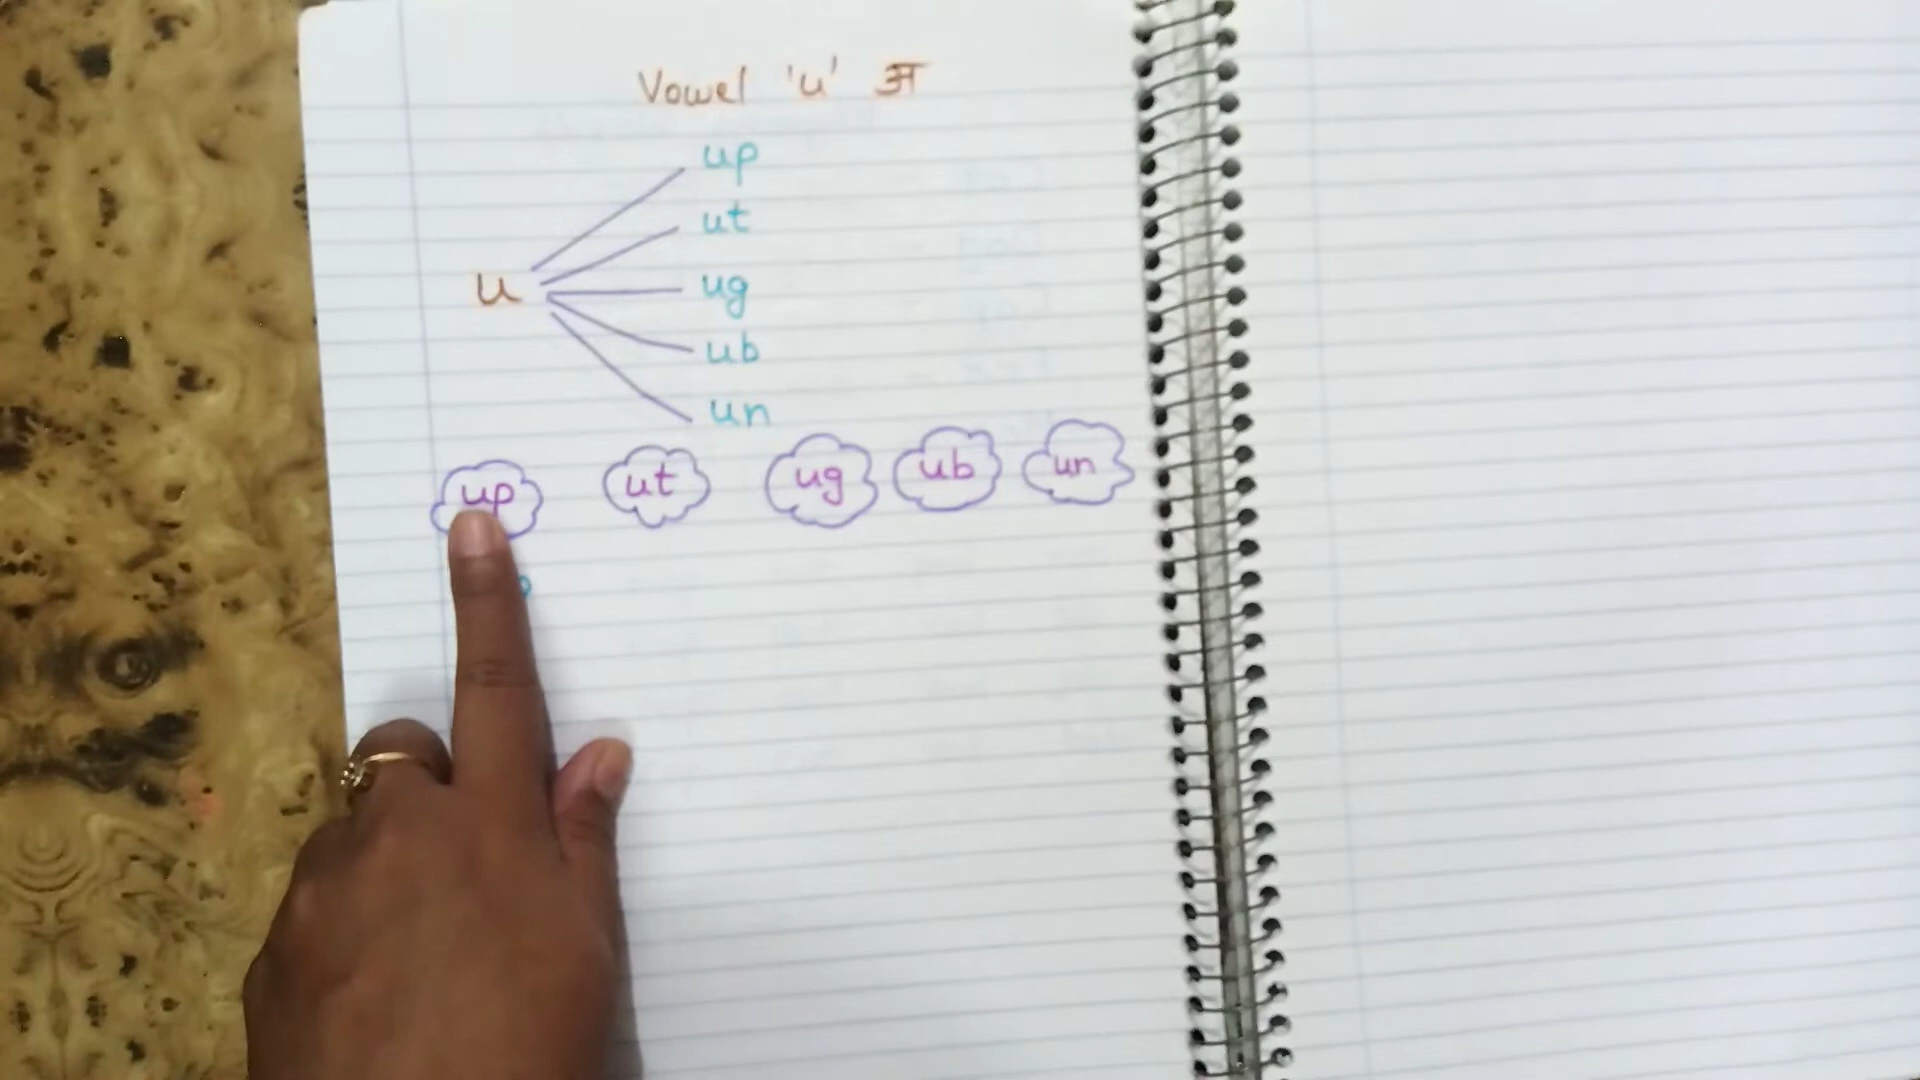 Vowel 'u' अ
up
ut
u ug
ub
un
up ut ug ub un